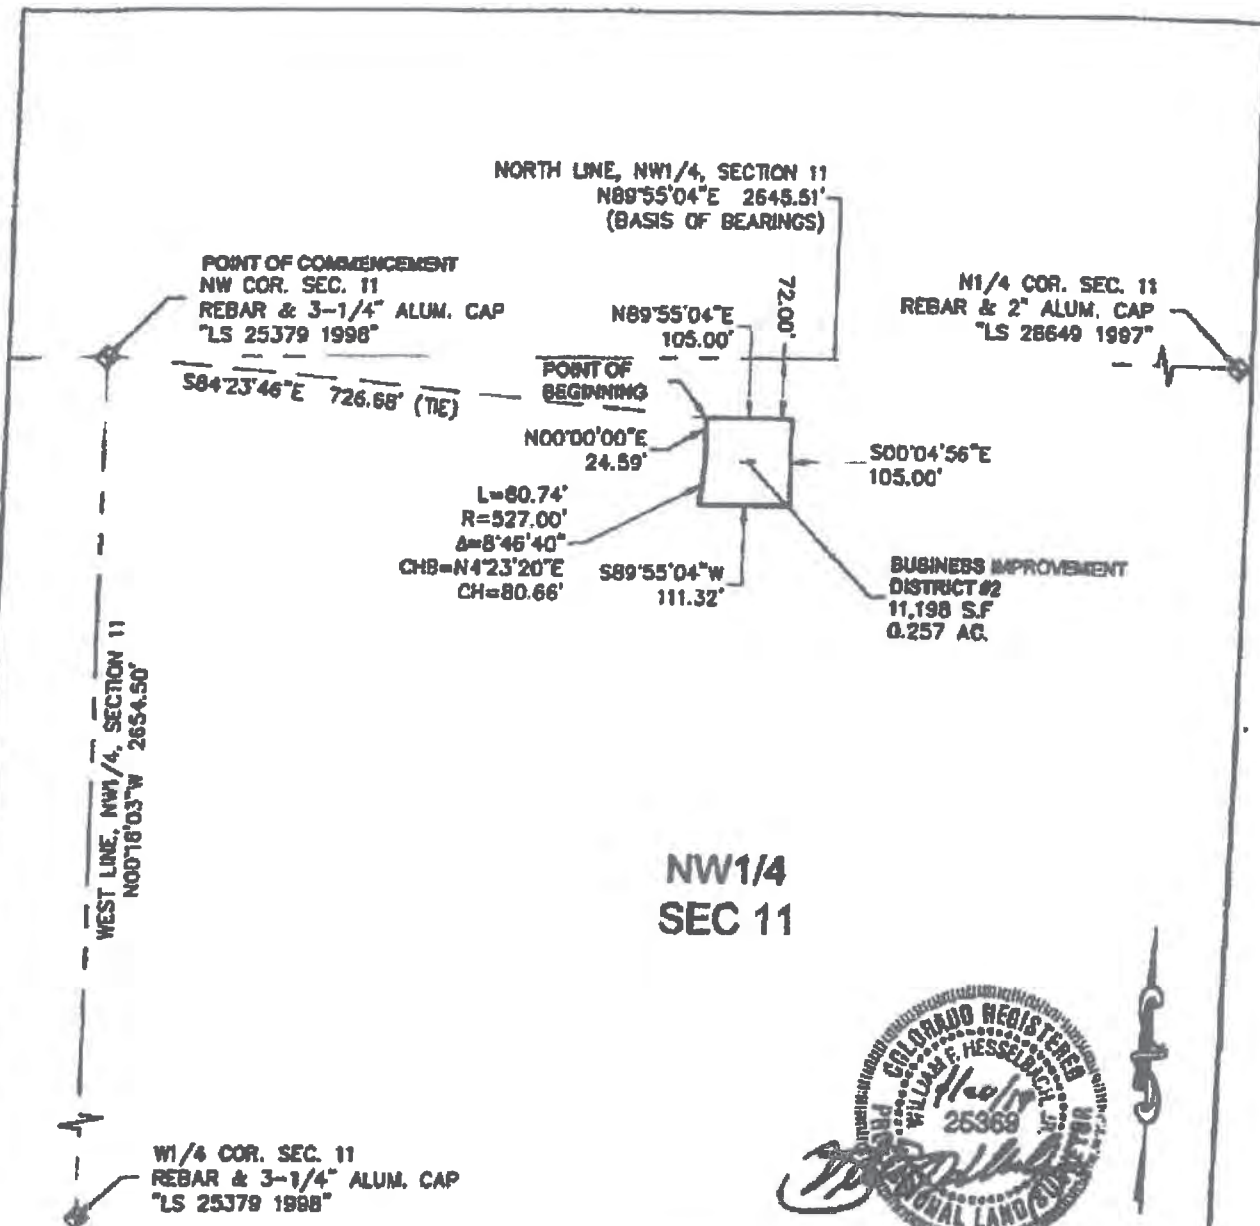 NORTH LINE, NW1/4, SECTION 11
N89°55'04"E 2645.51'
(BASIS OF BEARINGS)
POINT OF COMMENCEMENT
NW COR. SEC. 11
REBAR & 3-1/4" ALUM. CAP
"LS 25379 1998"
N1/4 COR. SEC. 11
REBAR & 2" ALUM. CAP
"LS 28649 1997"
72.00'
N89°55'04"E
105.00'
S84°23'46"E 726.68' (TIE)
POINT OF
BEGINNING
N00°00'00"E
24.59'
S00°04'56"E
105.00'
L=80.74'
R=527.00'
Δ=8°46'40"
CHB=N4°23'20"E
CH=80.66'
S89°55'04"W
111.32'
BUSINESS IMPROVEMENT
DISTRICT #2
11,198 S.F
0.257 AC.
WEST LINE, NW1/4, SECTION 11
N00°18'03"W 2654.50'
NW1/4
SEC 11
COLORADO REGISTERED
WILLIAM F. HESSELBACH JR.
25369
PROFESSIONAL LAND SURVEYOR
W1/4 COR. SEC. 11
REBAR & 3-1/4" ALUM. CAP
"LS 25379 1998"